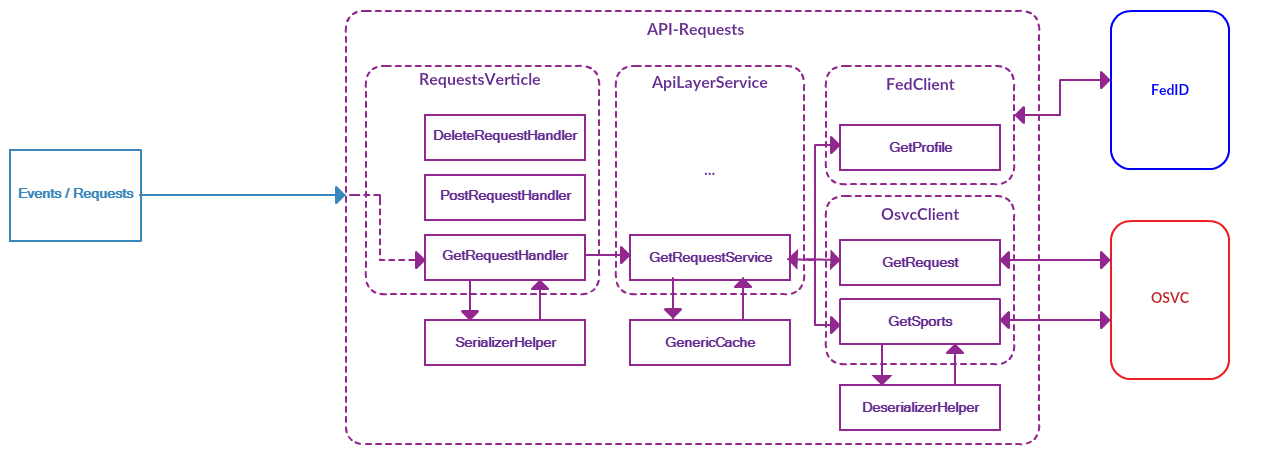 API-Requests
RequestsVerticle
ApiLayerService
FedClient
FedID
DeleteRequestHandler
GetProfile
...
Events / Requests
PostRequestHandler
OsvcClient
GetRequestHandler
GetRequestService
GetRequest
OSVC
GetSports
SerializerHelper
GenericCache
DeserializerHelper